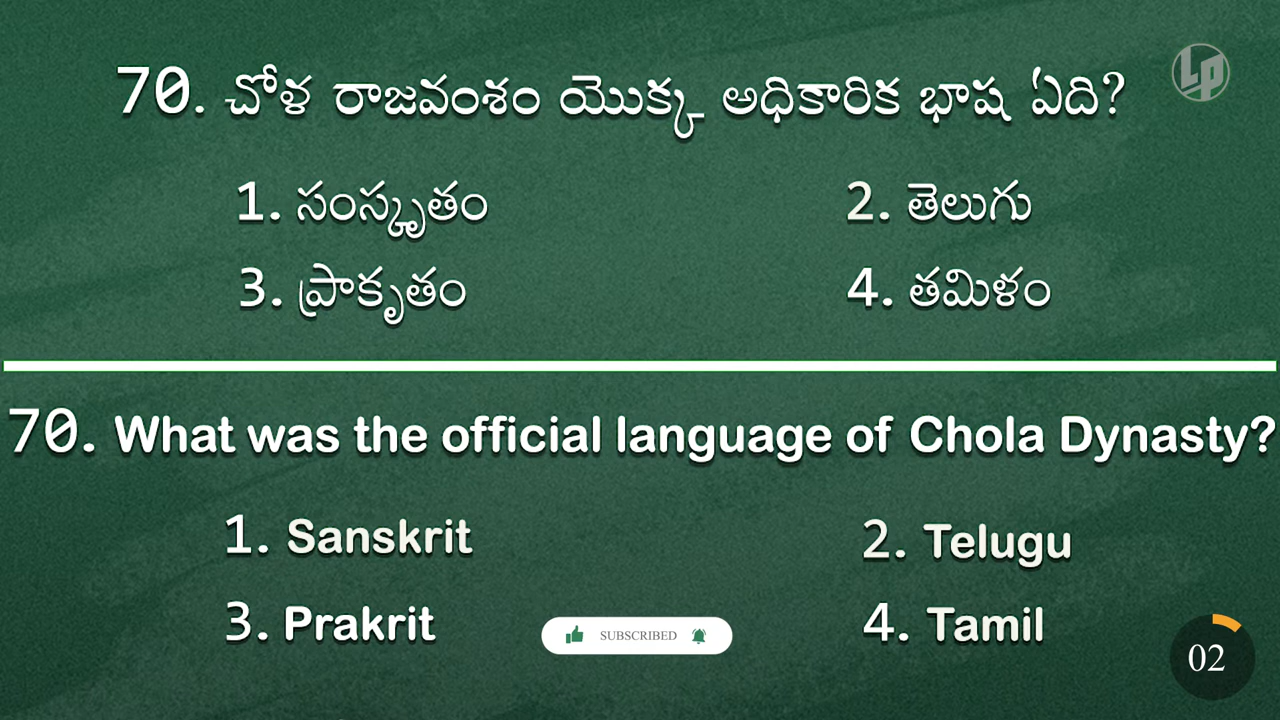 70. చోళ రాజవంశం యొక్క అధికారిక భాష ఏది?
LP
1. సంస్కృతం 2. తెలుగు
3. ప్రాకృతం 4. తమిళం
70. What was the official language of Chola Dynasty?
1. Sanskrit 2. Telugu
3. Prakrit 4. Tamil
SUBSCRIBED
02